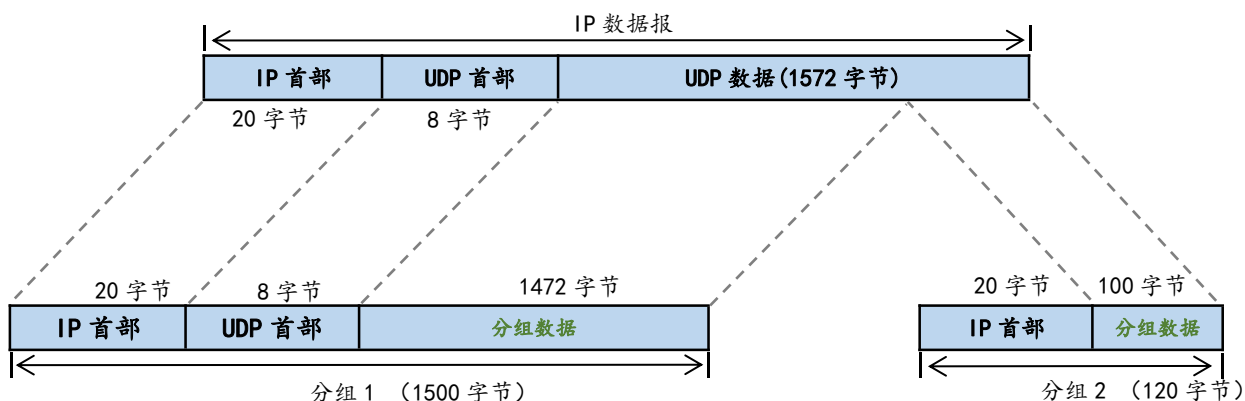 IP 数据报
IP 首部 UDP 首部 UDP 数据(1572 字节)
20 字节 8 字节
20 字节 8 字节 1472 字节 20 字节 100 字节
IP 首部 UDP 首部 分组数据 IP 首部 分组数据
分组 1 (1500 字节) 分组 2 (120 字节)